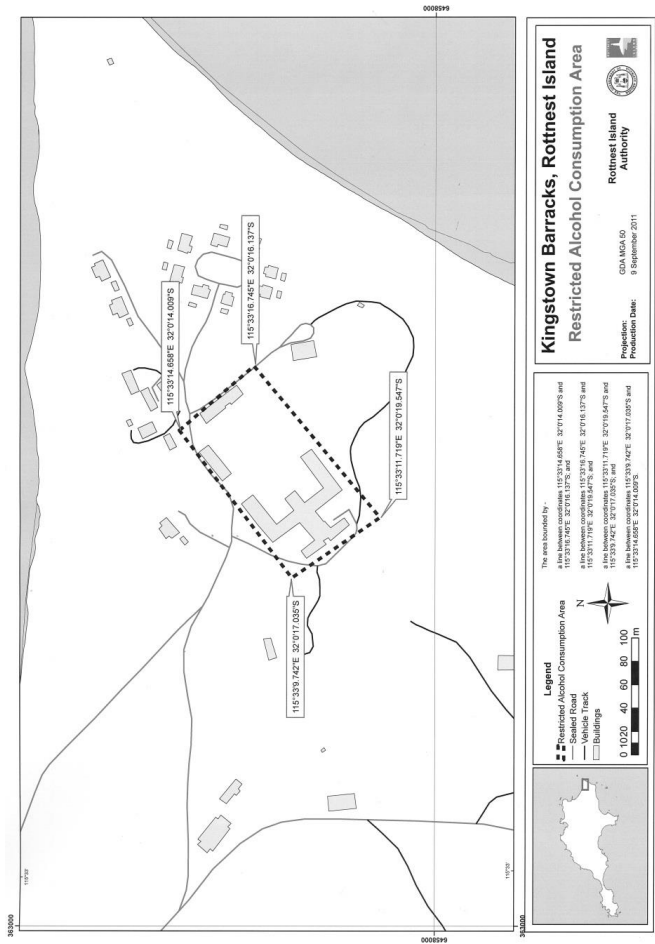 6458000
363000
115°33'
115°33'
363000
6458000
115°33'14.658"E 32°0'14.009"S
115°33'16.745"E 32°0'16.137"S
115°33'9.742"E 32°0'17.035"S
115°33'11.719"E 32°0'19.547"S
Legend
Restricted Alcohol Consumption Area
Sealed Road
Vehicle Track
Buildings
N
0 10 20 40 60 80 100
m
The area bounded by -
a line between coordinates 115°33'14.658"E 32°0'14.009"S and
115°33'16.745"E 32°0'16.137"S; and
a line between coordinates 115°33'16.745"E 32°0'16.137"S and
115°33'11.719"E 32°0'19.547"S; and
a line between coordinates 115°33'11.719"E 32°0'19.547"S and
115°33'9.742"E 32°0'17.035"S; and
a line between coordinates 115°33'9.742"E 32°0'17.035"S and
115°33'14.658"E 32°0'14.009"S
Kingstown Barracks, Rottnest Island
Restricted Alcohol Consumption Area
Rottnest Island
Authority
Projection: GDA MGA 50
Production Date: 9 September 2011